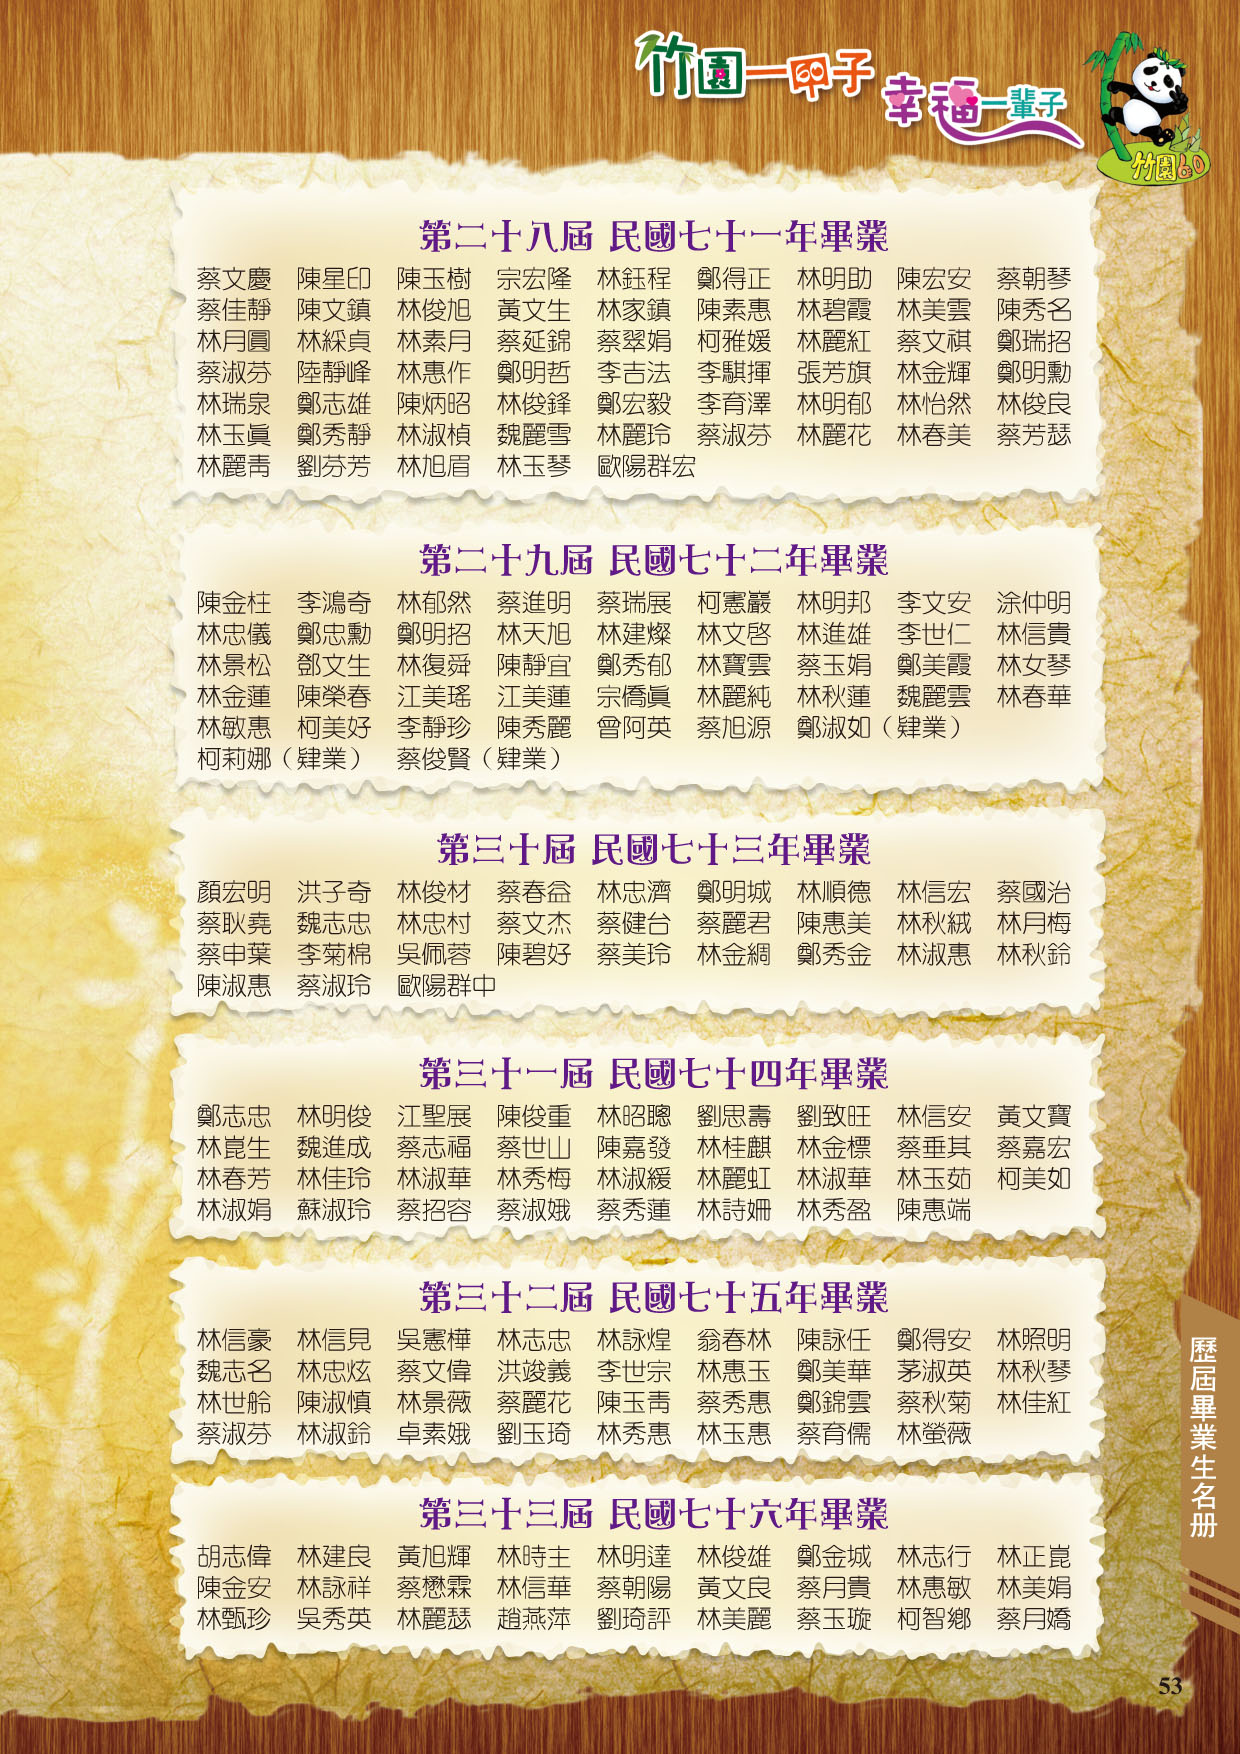 竹園一甲子
幸福一輩子
竹園60
第二十八屆 民國七十一年畢業
蔡文慶 陳星印 陳玉樹 宗宏隆 林鈺程 鄭得正 林明助 陳宏安 蔡朝琴
蔡佳靜 陳文鎮 林俊旭 黃文生 林家鎮 陳素惠 林碧霞 林美雲 陳秀名
林月圓 林綵貞 林素月 蔡延錦 蔡翠娟 柯雅媛 林麗紅 蔡文祺 鄭瑞招
蔡淑芬 陸靜峰 林惠作 鄭明哲 李吉法 李騏揮 張芳旗 林金輝 鄭明勳
林瑞泉 鄭志雄 陳炳昭 林俊鋒 鄭宏毅 李育澤 林明郁 林怡然 林俊良
林玉眞 鄭秀靜 林淑楨 魏麗雪 林麗玲 蔡淑芬 林麗花 林春美 蔡芳瑟
林麗靑 劉芬芳 林旭眉 林玉琴 歐陽群宏
第二十九屆 民國七十二年畢業
陳金柱 李鴻奇 林郁然 蔡進明 蔡瑞展 柯憲巖 林明邦 李文安 涂仲明
林忠儀 鄭忠勳 鄭明招 林天旭 林建燦 林文啓 林進雄 李世仁 林信貴
林景松 鄧文生 林復舜 陳靜宜 鄭秀郁 林寶雲 蔡玉娟 鄭美霞 林女琴
林金蓮 陳榮春 江美瑤 江美蓮 宗僑眞 林麗純 林秋蓮 魏麗雲 林春華
林敏惠 柯美好 李靜珍 陳秀麗 曾阿英 蔡旭源 鄭淑如（肄業）
柯莉娜（肄業） 蔡俊賢（肄業）
第三十屆 民國七十三年畢業
顏宏明 洪子奇 林俊材 蔡春益 林忠濟 鄭明城 林順德 林信宏 蔡國治
蔡耿堯 魏志忠 林忠村 蔡文杰 蔡健台 蔡麗君 陳惠美 林秋絨 林月梅
蔡申葉 李菊棉 吳佩蓉 陳碧好 蔡美玲 林金綢 鄭秀金 林淑惠 林秋鈴
陳淑惠 蔡淑玲 歐陽群中
第三十一屆 民國七十四年畢業
鄭志忠 林明俊 江聖展 陳俊重 林昭聰 劉思壽 劉致旺 林信安 黃文寶
林崑生 魏進成 蔡志福 蔡世山 陳嘉發 林桂麒 林金標 蔡垂其 蔡嘉宏
林春芳 林佳玲 林淑華 林秀梅 林淑緩 林麗虹 林淑華 林玉茹 柯美如
林淑娟 蘇淑玲 蔡招容 蔡淑娥 蔡秀蓮 林詩姍 林秀盈 陳惠端
第三十二屆 民國七十五年畢業
林信豪 林信見 吳憲樺 林志忠 林詠煌 翁春林 陳詠任 鄭得安 林照明
魏志名 林忠炫 蔡文偉 洪竣義 李世宗 林惠玉 鄭美華 茅淑英 林秋琴
林世舲 陳淑慎 林景薇 蔡麗花 陳玉靑 蔡秀惠 鄭錦雲 蔡秋菊 林佳紅
蔡淑芬 林淑鈴 卓素娥 劉玉琦 林秀惠 林玉惠 蔡育儒 林螢薇
第三十三屆 民國七十六年畢業
胡志偉 林建良 黃旭輝 林時主 林明達 林俊雄 鄭金城 林志行 林正崑
陳金安 林詠祥 蔡懋霖 林信華 蔡朝陽 黃文良 蔡月貴 林惠敏 林美娟
林甄珍 吳秀英 林麗瑟 趙燕萍 劉琦評 林美麗 蔡玉璇 柯智鄉 蔡月嬌
歷屆畢業生名册
53